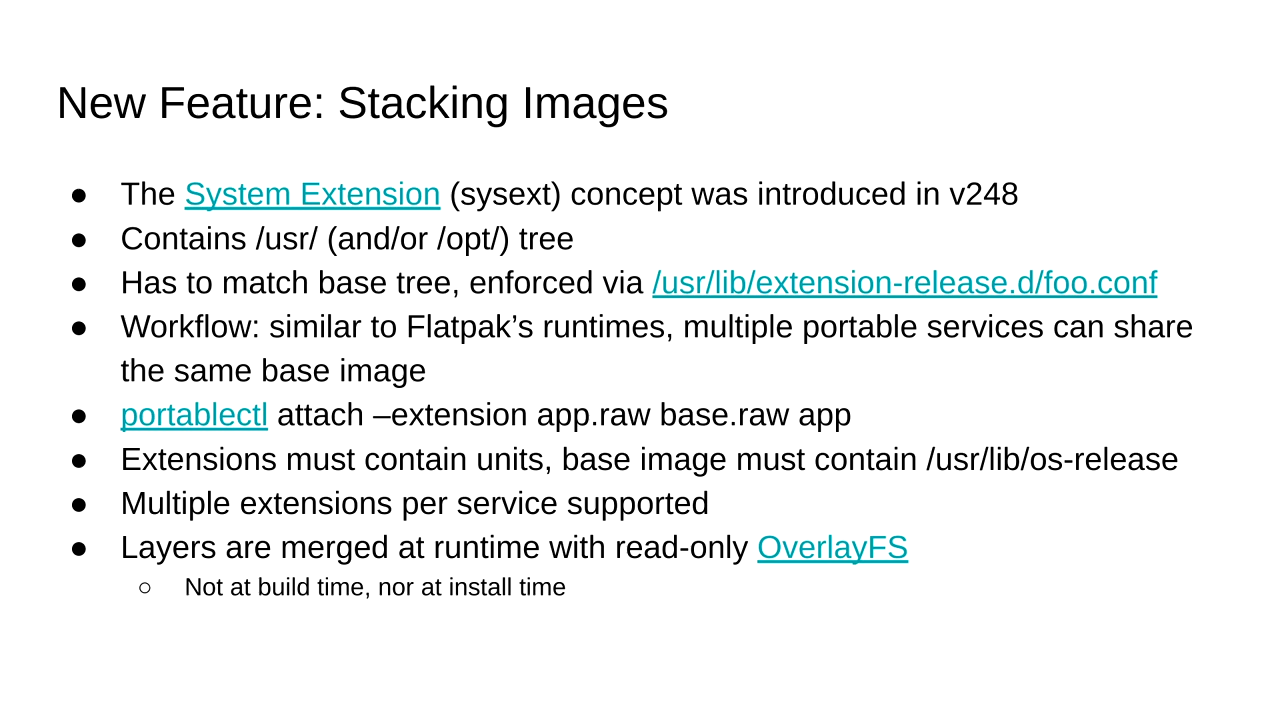 New Feature: Stacking Images
● The System Extension (sysext) concept was introduced in v248
● Contains /usr/ (and/or /opt/) tree
● Has to match base tree, enforced via /usr/lib/extension-release.d/foo.conf
● Workflow: similar to Flatpak’s runtimes, multiple portable services can share
the same base image
● portablectl attach –extension app.raw base.raw app
● Extensions must contain units, base image must contain /usr/lib/os-release
● Multiple extensions per service supported
● Layers are merged at runtime with read-only OverlayFS
○ Not at build time, nor at install time